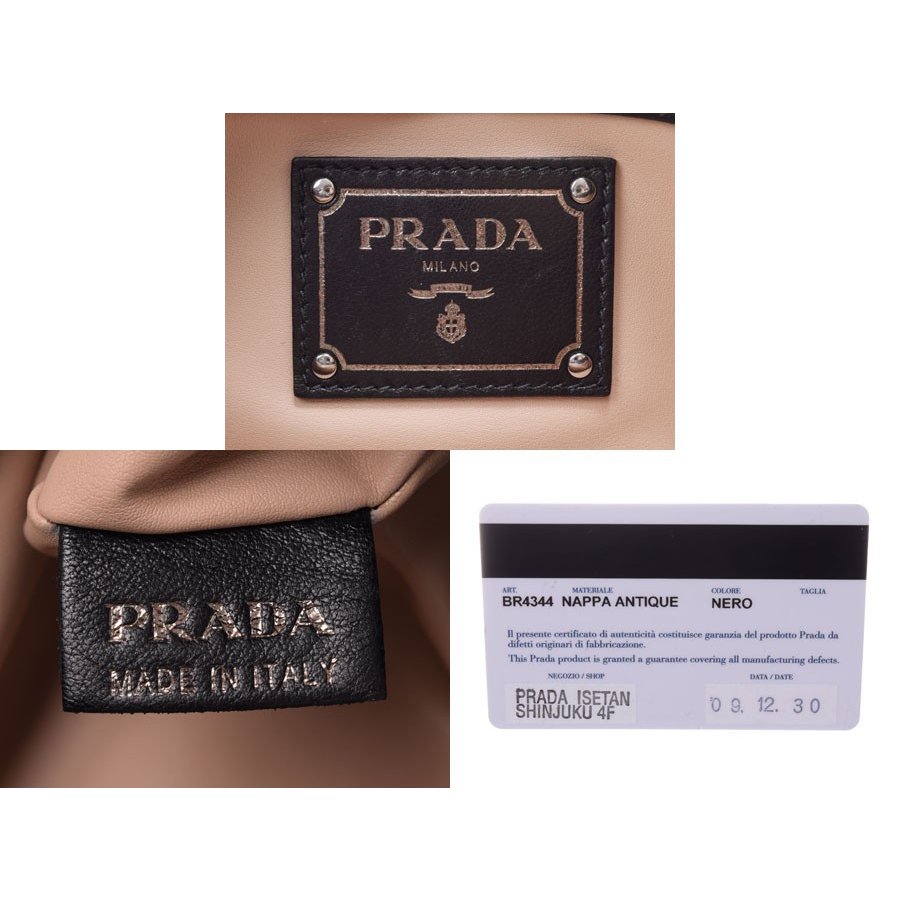 PRADA
MILANO
PRADA
MADE IN ITALY
ART. MATERIALE COLORE TAGLIA
BR4344 NAPPA ANTIQUE NERO
Il presente certificato di autenticità costituisce garanzia del prodotto Prada da
difetti originari di fabbricazione.
This Prada product is granted a guarantee covering all manufacturing defects.
NEGOZIO / SHOP DATA / DATE
PRADA ISETAN
SHINJUKU 4F
09. 12. 30